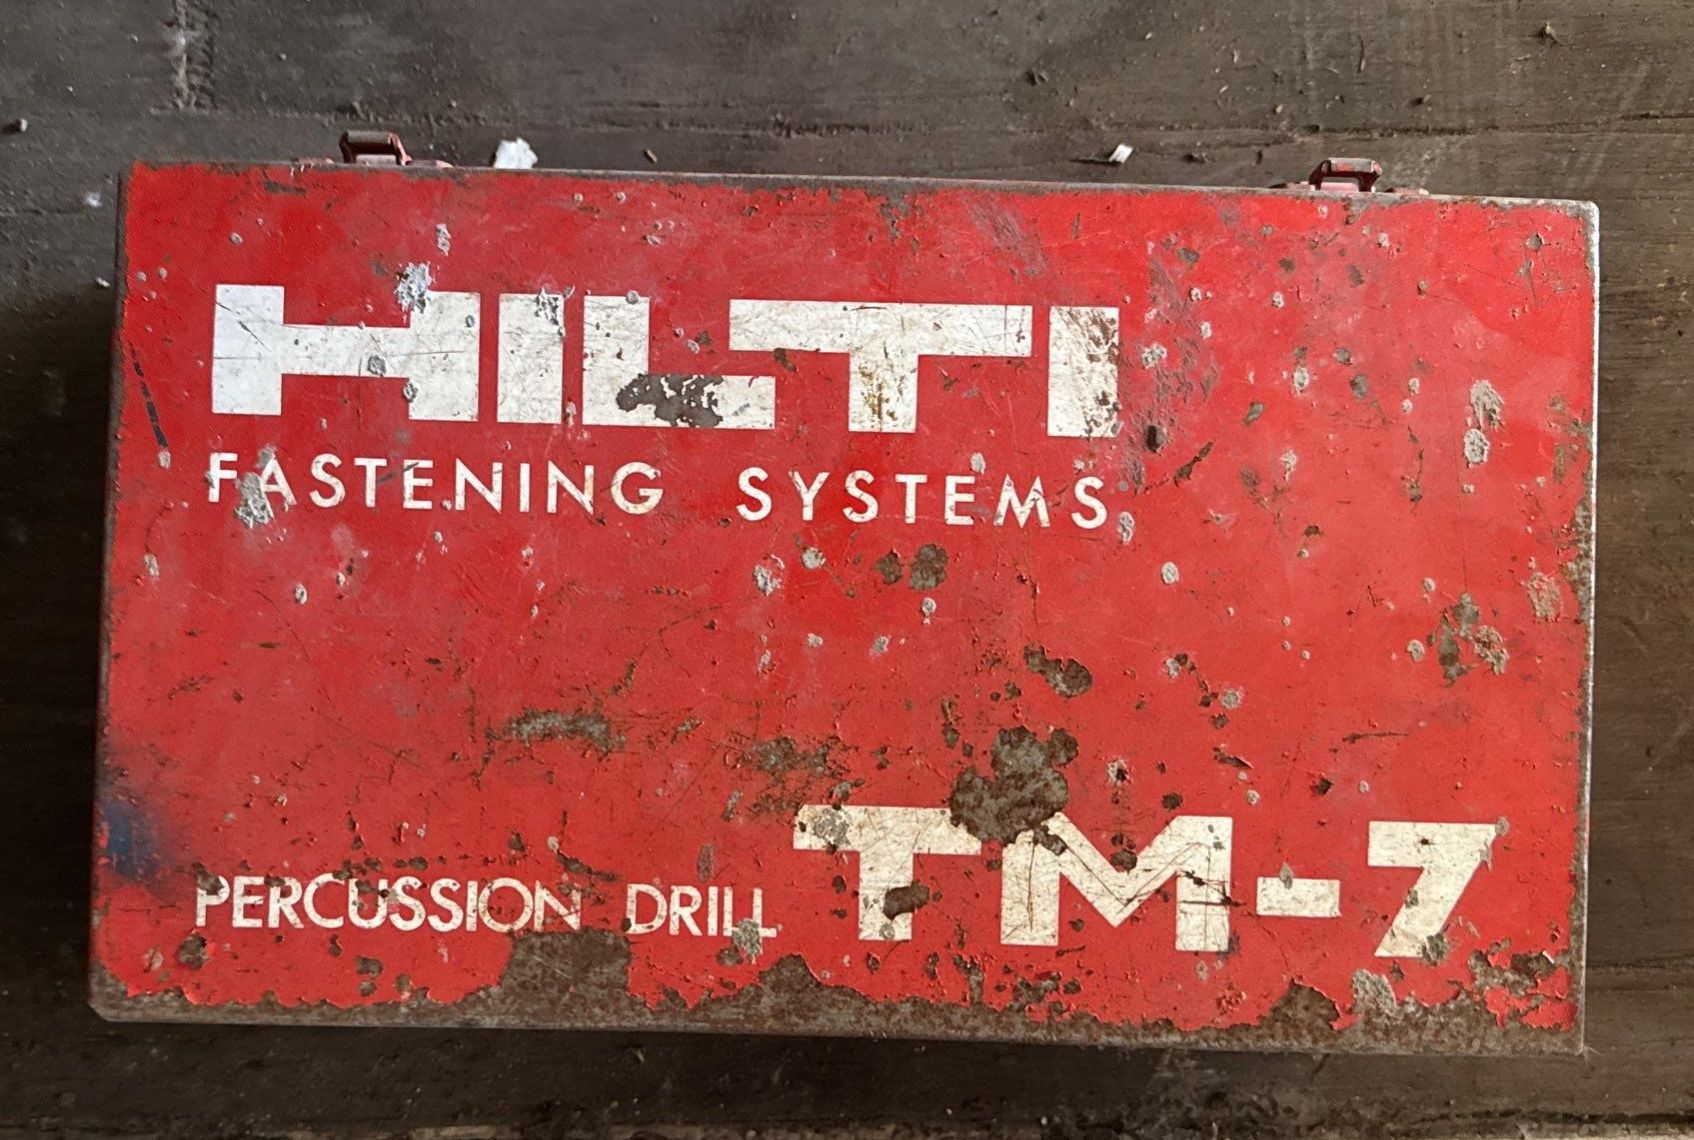 HILTI
FASTENING SYSTEMS
PERCUSSION DRILL TM-7